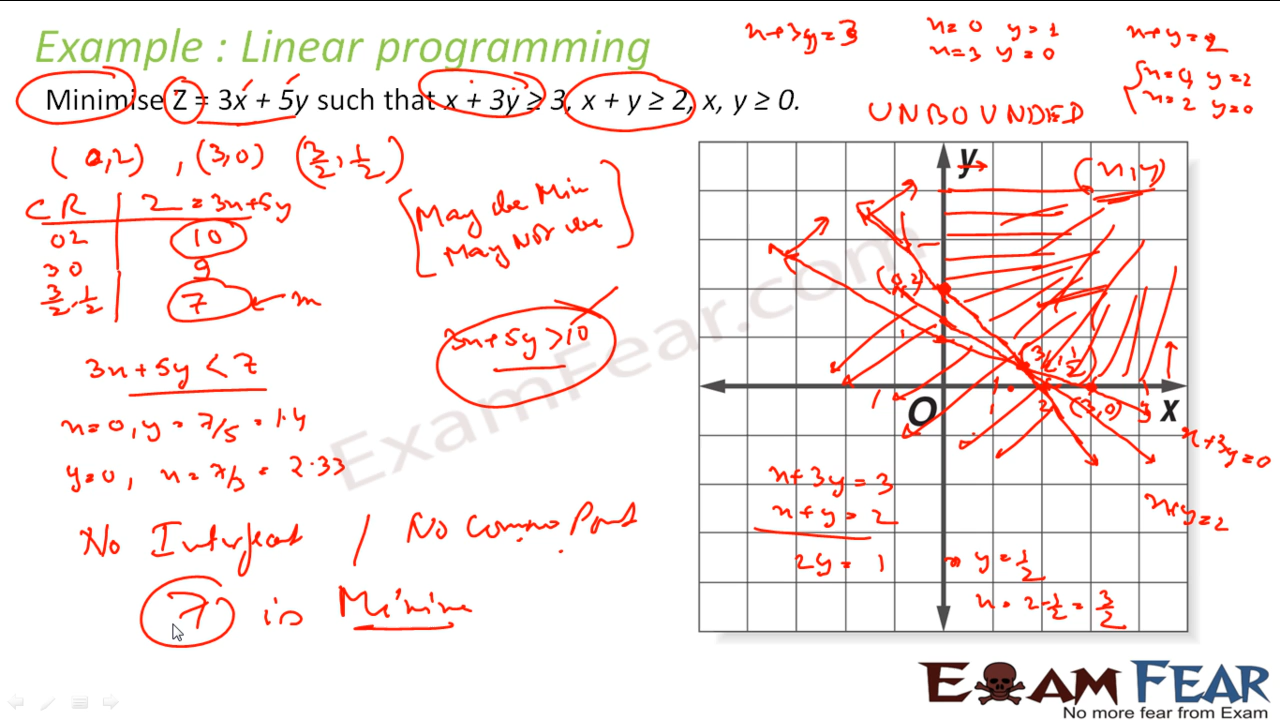 Example : Linear programming
Minimise Z = 3x + 5y such that x + 3y ≥ 3, x + y ≥ 2, x, y ≥ 0.
x+3y=3
x=0 y=1
x=3 y=0
x+y=2
x=0, y=2
x=2 y=0
UNBOUNDED
(0,2) , (3,0) (3/2, 1/2)
CR | Z = 3x+5y
02 | 10
30 | 9
3/2, 1/2 | 7 ← m
May be Min
May Not be
3x+5y > 10
3x+5y < 7
x=0, y = 7/5 = 1.4
y=0, x = 7/3 = 2.33
No Intersect / No common Point
7 is Minimum
y
(x,y)
(0,2)
(3/2, 1/2)
O
1 1 2 (3,0) 3
x
x+3y=0
x+y=2
x+3y = 3
x+y = 2
2y = 1 ⇒ y = 1/2
x = 2-1/2 = 3/2
ExamFear.com
EXAM FEAR
No more fear from Exam